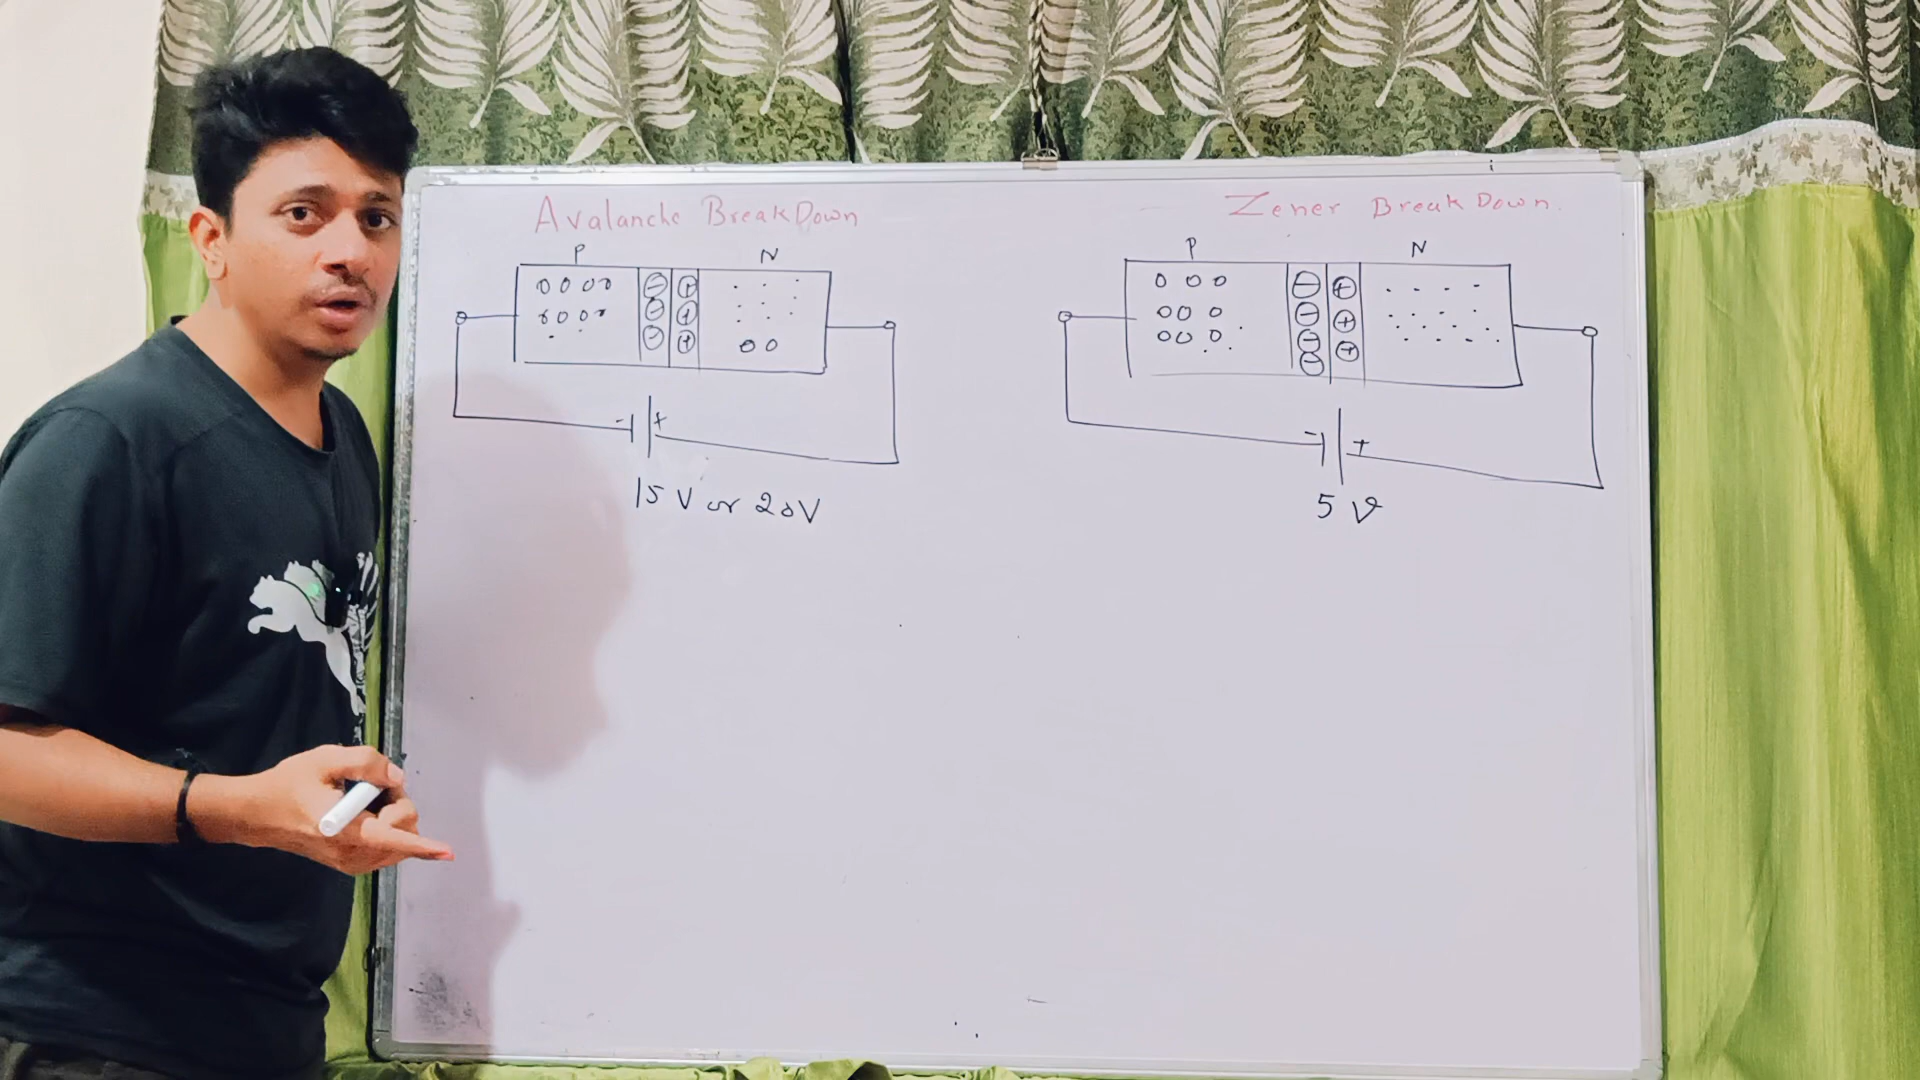 Avalanche BreakDown
P N
- +
15 V or 20V
Zener BreakDown.
P N
- +
5 V